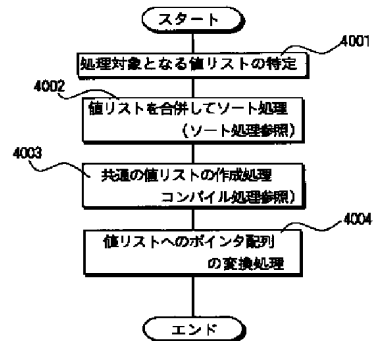 スタート
4001
処理対象となる値リストの特定
4002
値リストを合併してソート処理
(ソート処理参照)
4003
共通の値リストの作成処理
コンパイル処理参照)
4004
値リストへのポインタ配列
の変換処理
エンド